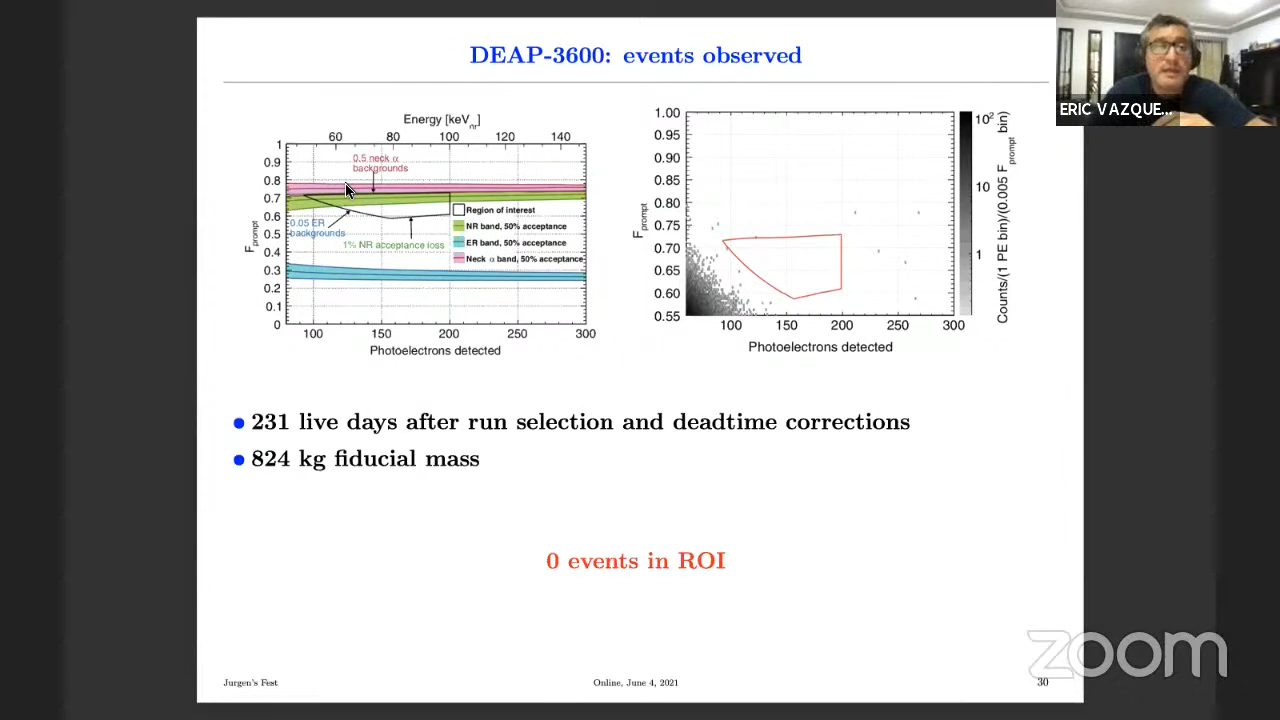 DEAP-3600: events observed
ERIC VAZQUE...
Energy [keVnr]
60 80 100 120 140
1
0.9
0.8
0.7
0.6
0.5
0.4
0.3
0.2
0.1
0
Fprompt
0.5 neck α
backgrounds
0.05 ER
backgrounds
1% NR acceptance loss
Region of interest
NR band, 50% acceptance
ER band, 50% acceptance
Neck α band, 50% acceptance
100 150 200 250 300
Photoelectrons detected
1.00
0.95
0.90
0.85
0.80
0.75
0.70
0.65
0.60
0.55
Fprompt
100 150 200 250 300
Photoelectrons detected
10²
10
1
Counts/(1 PE bin)/(0.005 Fprompt bin)
• 231 live days after run selection and deadtime corrections
• 824 kg fiducial mass
0 events in ROI
zoom
Jurgen's Fest
Online, June 4, 2021
30